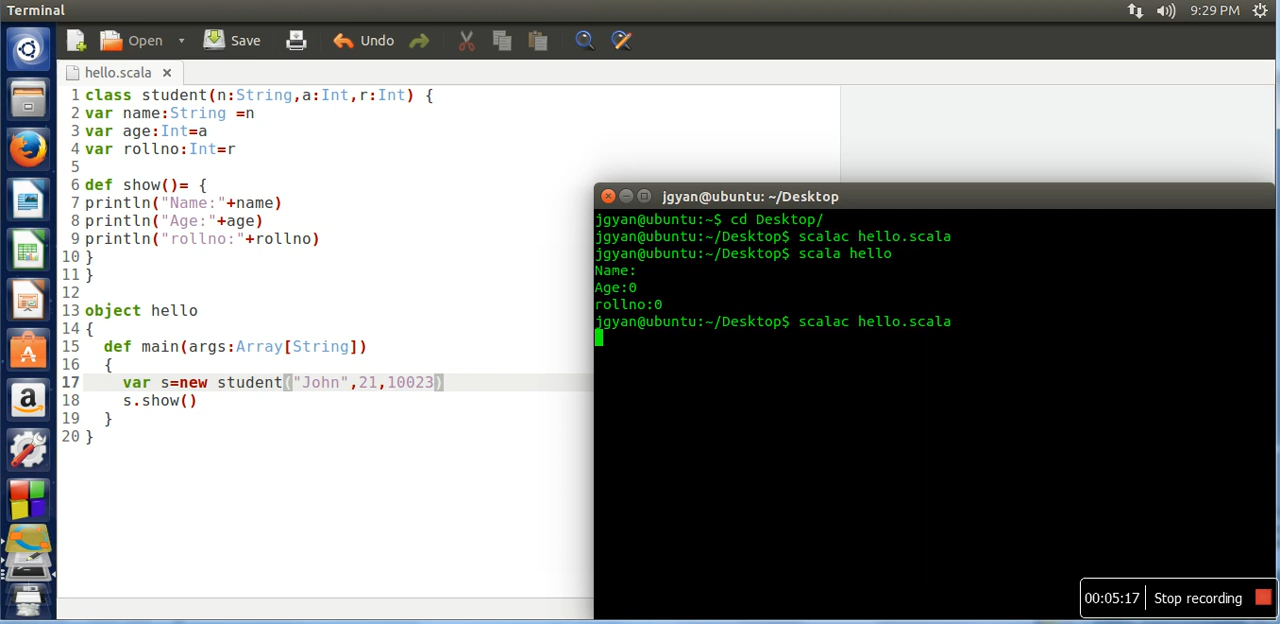 Terminal
9:29 PM
Open Save Undo
hello.scala
1 class student(n:String,a:Int,r:Int) {
2 var name:String =n
3 var age:Int=a
4 var rollno:Int=r
5
6 def show()= {
7 println("Name:"+name)
8 println("Age:"+age)
9 println("rollno:"+rollno)
10 }
11 }
12
13 object hello
14 {
15 def main(args:Array[String])
16 {
17 var s=new student("John",21,10023)
18 s.show()
19 }
20 }
jgyan@ubuntu: ~/Desktop
jgyan@ubuntu:~$ cd Desktop/
jgyan@ubuntu:~/Desktop$ scalac hello.scala
jgyan@ubuntu:~/Desktop$ scala hello
Name:
Age:0
rollno:0
jgyan@ubuntu:~/Desktop$ scalac hello.scala
00:05:17 Stop recording